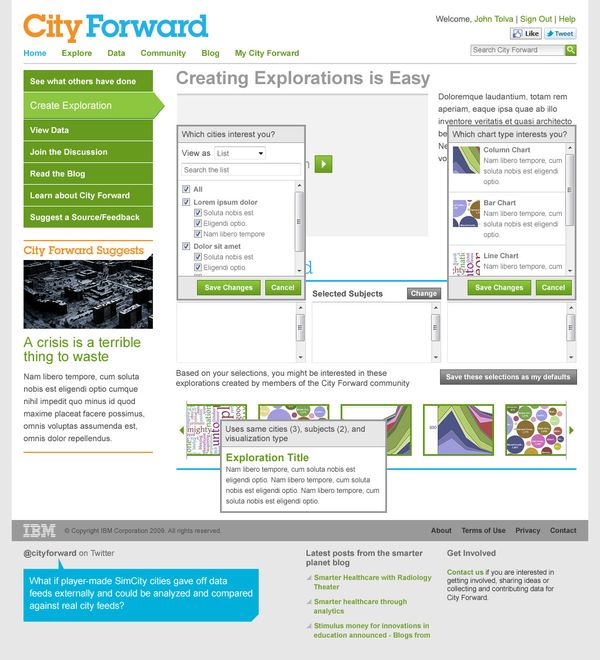 City Forward
Welcome, John Tolva | Sign Out | Help
Like
Tweet
Home Explore Data Community Blog My City Forward
Search City Forward
See what others have done
Create Exploration
View Data
Join the Discussion
Read the Blog
Learn about City Forward
Suggest a Source/Feedback
City Forward Suggests
A crisis is a terrible
thing to waste
Nam libero tempore, cum soluta
nobis est eligendi optio cumque
nihil impedit quo minus id quod
maxime placeat facere possimus,
omnis voluptas assumenda est,
omnis dolor repellendus.
Creating Explorations is Easy
Doloremque laudantium, totam rem
aperiam, eaque ipsa quae ab illo
inventore veritatis et quasi architecto
Which cities interest you?
View as List
Search the list
All
Lorem ipsum dolor
Soluta nobis est
Eligendi optio.
Nam libero tempore
Dolor sit amet
Soluta nobis est
Eligendi optio
Save Changes Cancel
Which chart type interests you?
Column Chart
Nam libero tempore, cum
soluta nobis est eligendi
optio.
Bar Chart
Nam libero tempore, cum
soluta nobis est eligendi
optio.
Line Chart
Nam libero tempore, cum
Save Changes Cancel
Selected Subjects Change
Based on your selections, you might be interested in these
explorations created by members of the City Forward community
Save these selections as my defaults
Uses same cities (3), subjects (2), and
visualization type
Exploration Title
Nam libero tempore, cum soluta nobis est
eligendi optio. Nam libero tempore, cum
soluta nobis est eligendi optio. Nam libero
tempore, cum soluta nobis est eligendi optio.
IBM © Copyright IBM Corporation 2009. All rights reserved.
About Terms of Use Privacy Contact
@cityforward on Twitter
What if player-made SimCity cities gave off data
feeds externally and could be analyzed and compared
against real city feeds?
Latest posts from the smarter
planet blog
Smarter Healthcare with Radiology
Theater
Smarter healthcare through
analytics
Stimulus money for innovations in
education announced - Blogs from
Get Involved
Contact us if you are interested in
getting involved, sharing ideas or
collecting and contributing data for
City Forward.